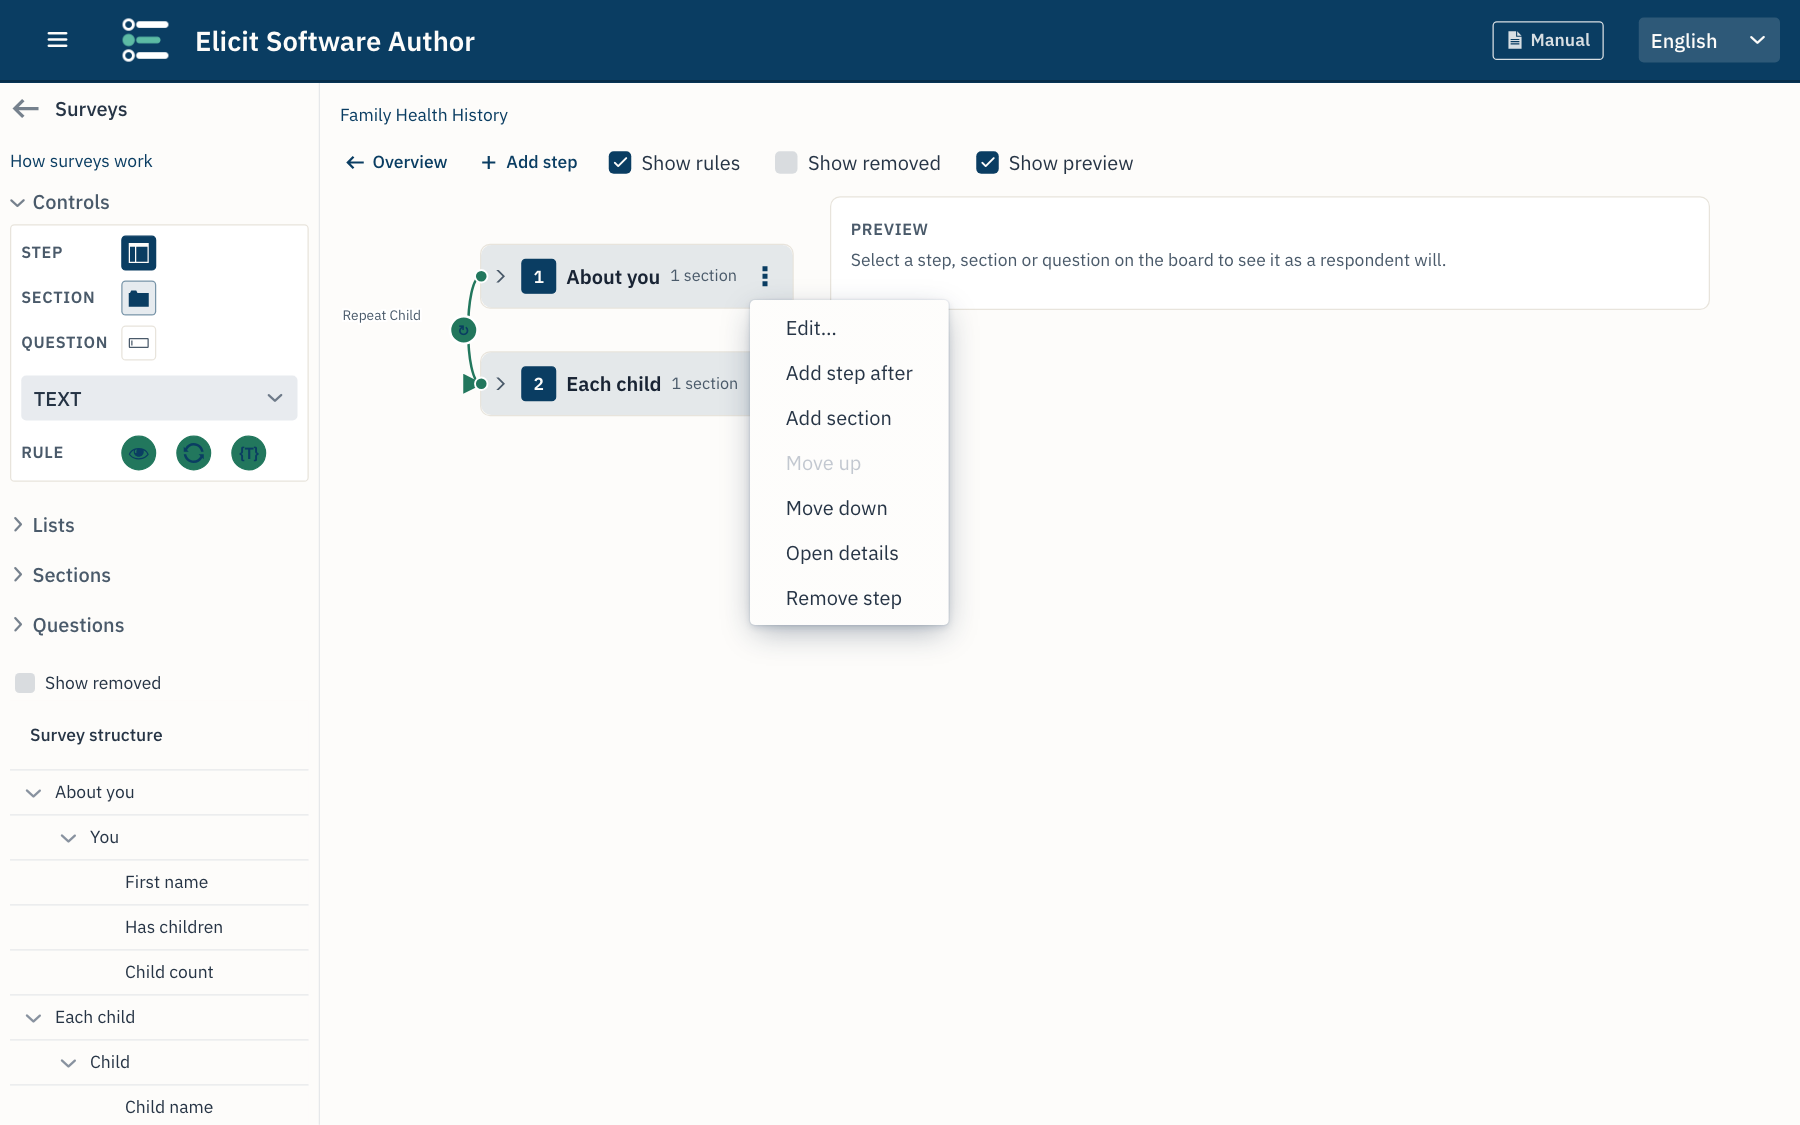 Elicit Software Author
Manual
English
Surveys
How surveys work
Controls
STEP
SECTION
QUESTION
TEXT
RULE
{T}
Lists
Sections
Questions
Show removed
Survey structure
About you
You
First name
Has children
Child count
Each child
Child
Child name
Family Health History
Overview
Add step
Show rules
Show removed
Show preview
Repeat Child
1 About you 1 section
2 Each child 1 section
PREVIEW
Select a step, section or question on the board to see it as a respondent will.
Edit...
Add step after
Add section
Move up
Move down
Open details
Remove step